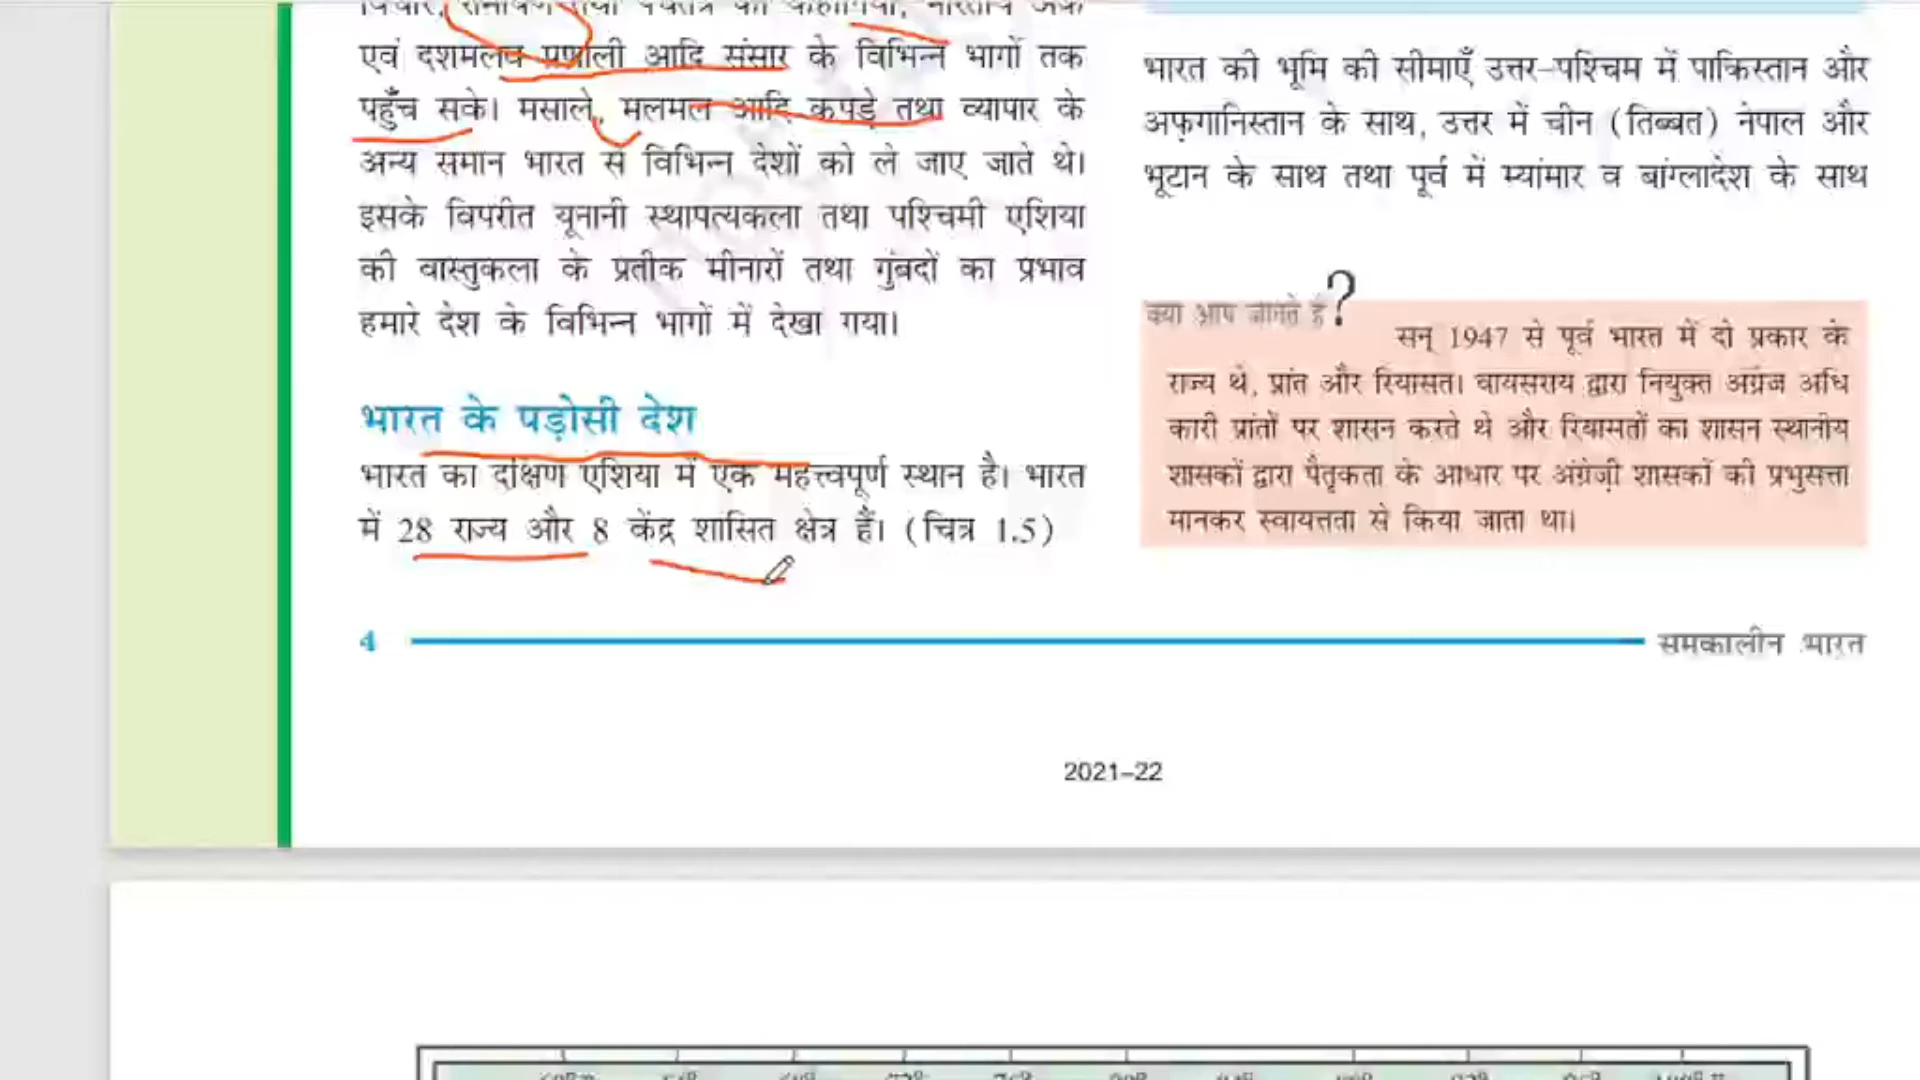 एवं दशमलव प्रणाली आदि संसार के विभिन्न भागों तक
पहुँच सके। मसाले, मलमल आदि कपड़े तथा व्यापार के
अन्य समान भारत से विभिन्न देशों को ले जाए जाते थे।
इसके विपरीत यूनानी स्थापत्यकला तथा पश्चिमी एशिया
की वास्तुकला के प्रतीक मीनारों तथा गुंबदों का प्रभाव
हमारे देश के विभिन्न भागों में देखा गया।
भारत के पड़ोसी देश
भारत का दक्षिण एशिया में एक महत्त्वपूर्ण स्थान है। भारत
में 28 राज्य और 8 केंद्र शासित क्षेत्र हैं। (चित्र 1.5)
भारत की भूमि की सीमाएँ उत्तर-पश्चिम में पाकिस्तान और
अफ़गानिस्तान के साथ, उत्तर में चीन (तिब्बत) नेपाल और
भूटान के साथ तथा पूर्व में म्यांमार व बांग्लादेश के साथ
क्या आप जानते हैं?
सन् 1947 से पूर्व भारत में दो प्रकार के
राज्य थे, प्रांत और रियासत। वायसराय द्वारा नियुक्त अंग्रेज अधि
कारी प्रांतों पर शासन करते थे और रियासतों का शासन स्थानीय
शासकों द्वारा पैतृकता के आधार पर अंग्रेज़ी शासकों की प्रभुसत्ता
मानकर स्वायत्तता से किया जाता था।
4
समकालीन भारत
2021–22